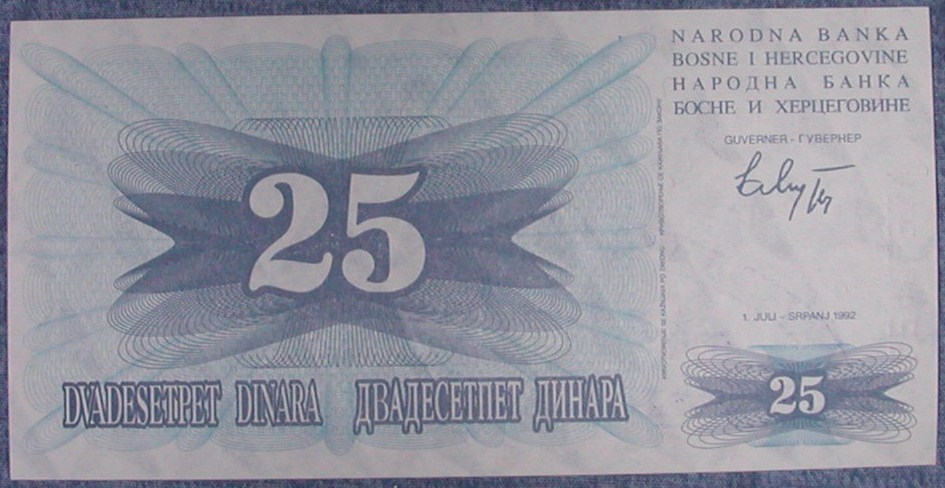 NARODNA BANKA
BOSNE I HERCEGOVINE
НАРОДНА БАНКА
БОСНЕ И ХЕРЦЕГОВИНЕ
GUVERNER - ГУВЕРНЕР
25
1. JULI - SRPANJ 1992
25
DVADESETPET DINARA ДВАДЕСЕТПЕТ ДИНАРА